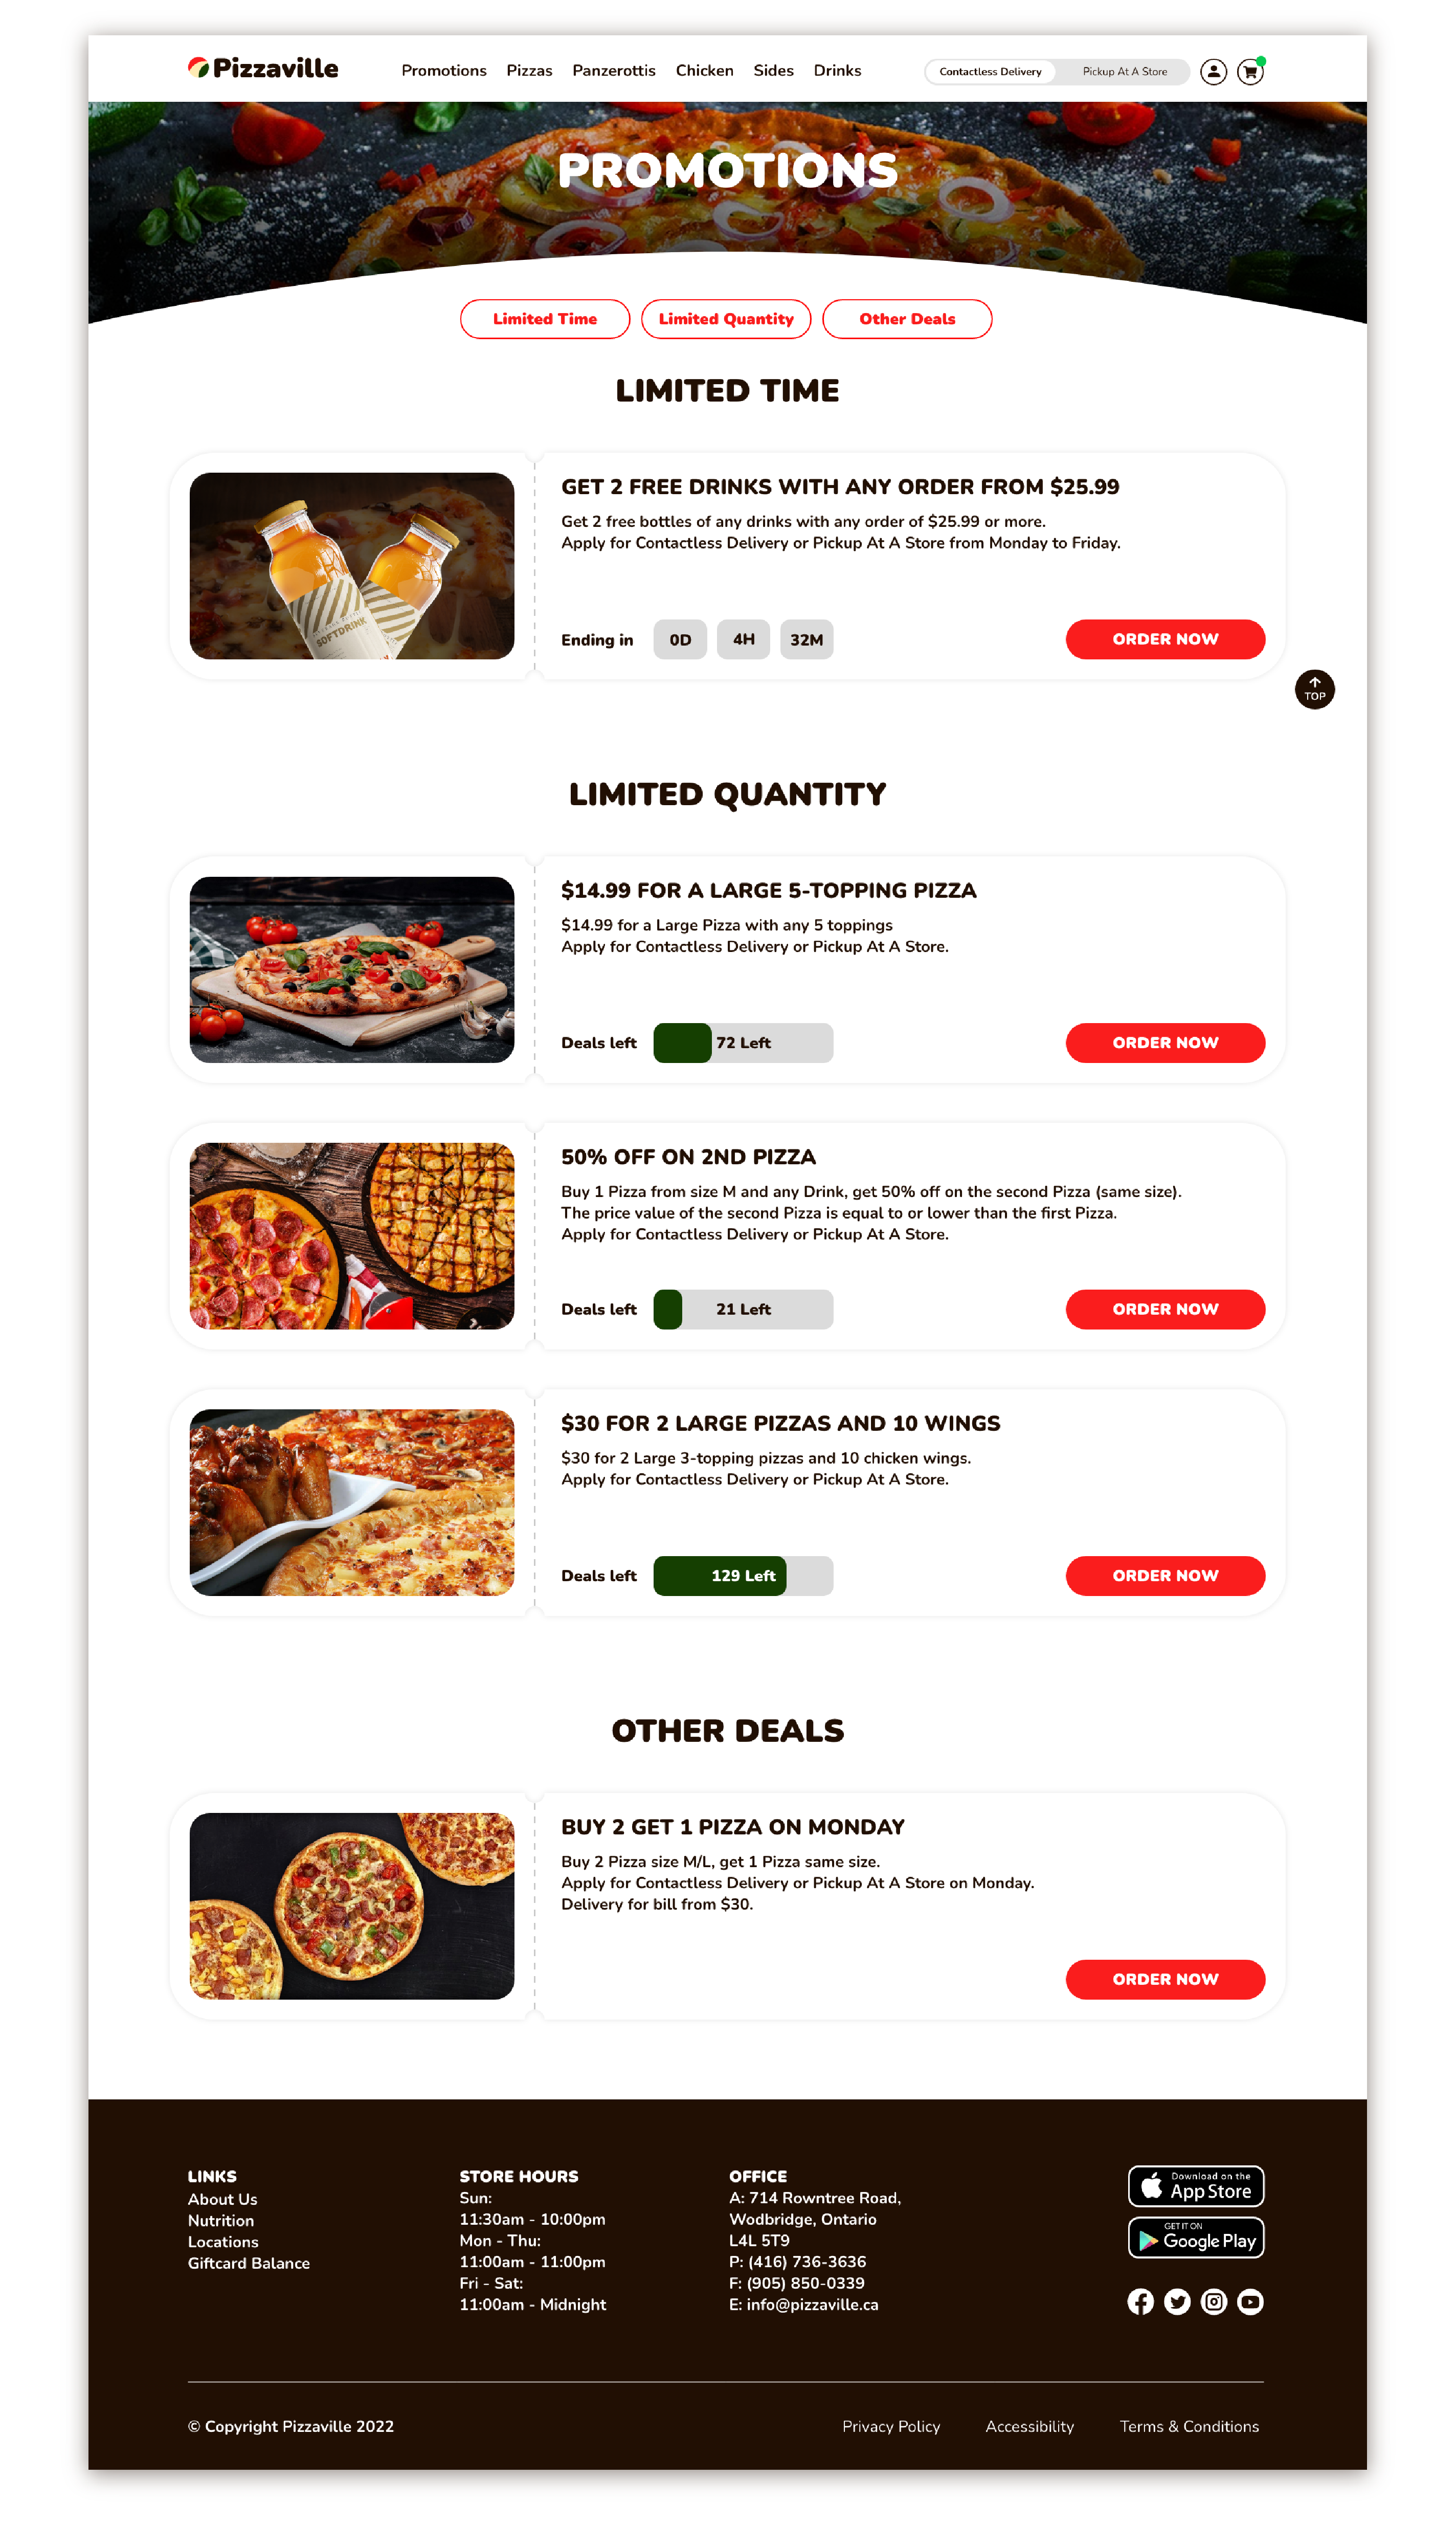 Pizzaville
Promotions Pizzas Panzerottis Chicken Sides Drinks
Contactless Delivery Pickup At A Store
PROMOTIONS
Limited Time Limited Quantity Other Deals
LIMITED TIME
GET 2 FREE DRINKS WITH ANY ORDER FROM $25.99
Get 2 free bottles of any drinks with any order of $25.99 or more.
Apply for Contactless Delivery or Pickup At A Store from Monday to Friday.
SOFTDRINK
Ending in 0D 4H 32M ORDER NOW
TOP
LIMITED QUANTITY
$14.99 FOR A LARGE 5-TOPPING PIZZA
$14.99 for a Large Pizza with any 5 toppings
Apply for Contactless Delivery or Pickup At A Store.
Deals left 72 Left ORDER NOW
50% OFF ON 2ND PIZZA
Buy 1 Pizza from size M and any Drink, get 50% off on the second Pizza (same size).
The price value of the second Pizza is equal to or lower than the first Pizza.
Apply for Contactless Delivery or Pickup At A Store.
Deals left 21 Left ORDER NOW
$30 FOR 2 LARGE PIZZAS AND 10 WINGS
$30 for 2 Large 3-topping pizzas and 10 chicken wings.
Apply for Contactless Delivery or Pickup At A Store.
Deals left 129 Left ORDER NOW
OTHER DEALS
BUY 2 GET 1 PIZZA ON MONDAY
Buy 2 Pizza size M/L, get 1 Pizza same size.
Apply for Contactless Delivery or Pickup At A Store on Monday.
Delivery for bill from $30.
ORDER NOW
LINKS
About Us
Nutrition
Locations
Giftcard Balance
STORE HOURS
Sun:
11:30am - 10:00pm
Mon - Thu:
11:00am - 11:00pm
Fri - Sat:
11:00am - Midnight
OFFICE
A: 714 Rowntree Road,
Wodbridge, Ontario
L4L 5T9
P: (416) 736-3636
F: (905) 850-0339
E: info@pizzaville.ca
Download on the
App Store
GET IT ON
Google Play
© Copyright Pizzaville 2022
Privacy Policy Accessibility Terms & Conditions